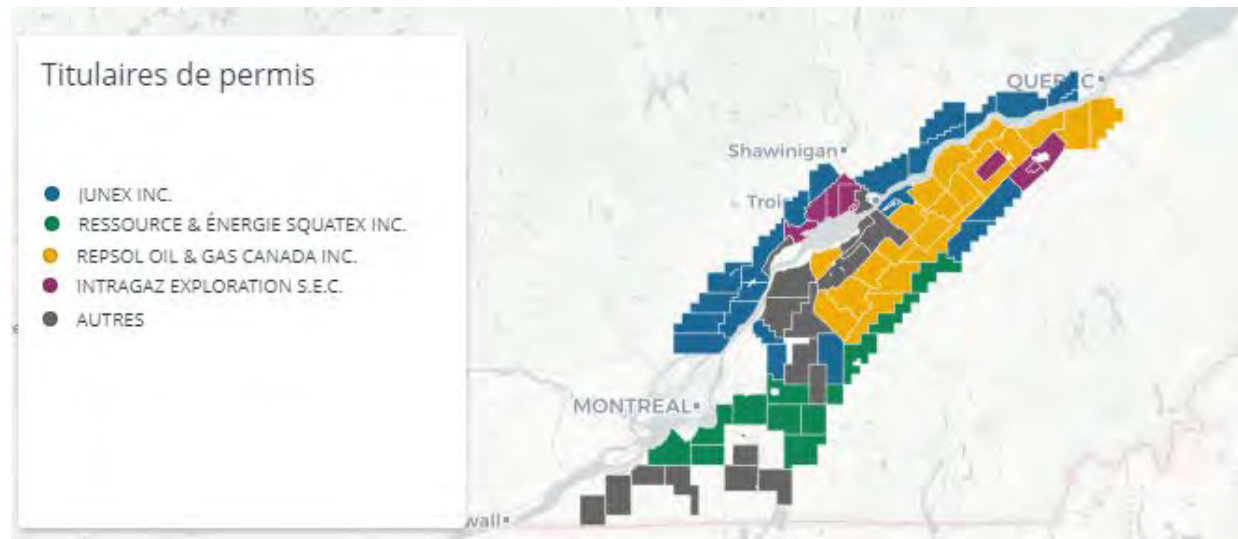 Titulaires de permis
JUNEX INC.
RESSOURCE & ÉNERGIE SQUATEX INC.
REPSOL OIL & GAS CANADA INC.
INTRAGAZ EXPLORATION S.E.C.
AUTRES
Shawinigan
MONTREAL